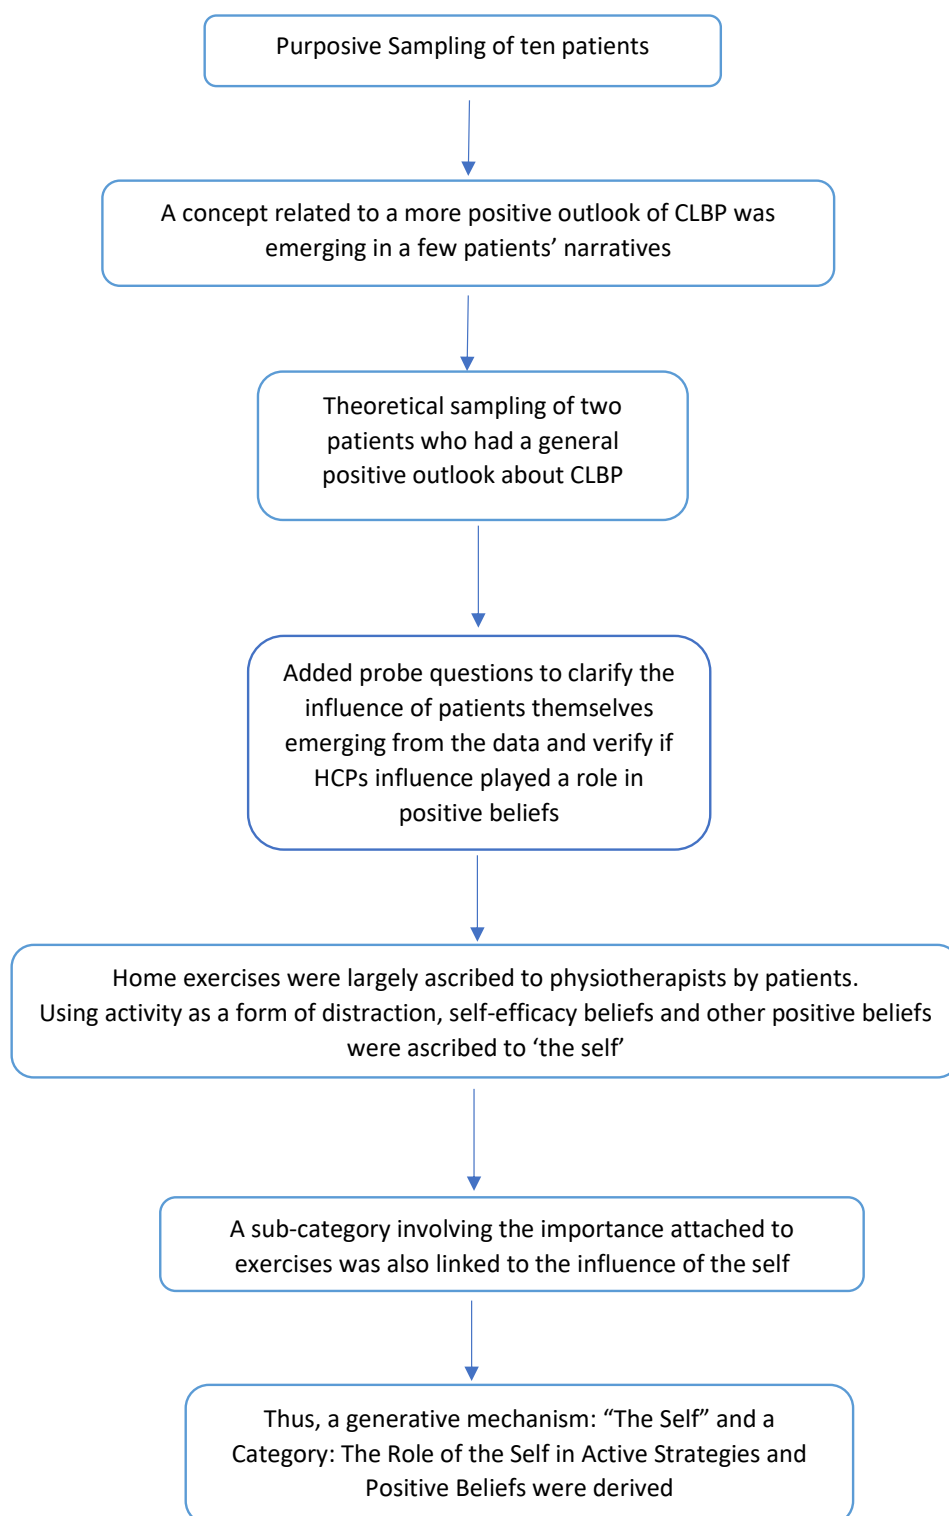 Purposive Sampling of ten patients
A concept related to a more positive outlook of CLBP was
emerging in a few patients’ narratives
Theoretical sampling of two
patients who had a general
positive outlook about CLBP
Added probe questions to clarify the
influence of patients themselves
emerging from the data and verify if
HCPs influence played a role in
positive beliefs
Home exercises were largely ascribed to physiotherapists by patients.
Using activity as a form of distraction, self-efficacy beliefs and other positive beliefs
were ascribed to ‘the self’
A sub-category involving the importance attached to
exercises was also linked to the influence of the self
Thus, a generative mechanism: “The Self” and a
Category: The Role of the Self in Active Strategies and
Positive Beliefs were derived